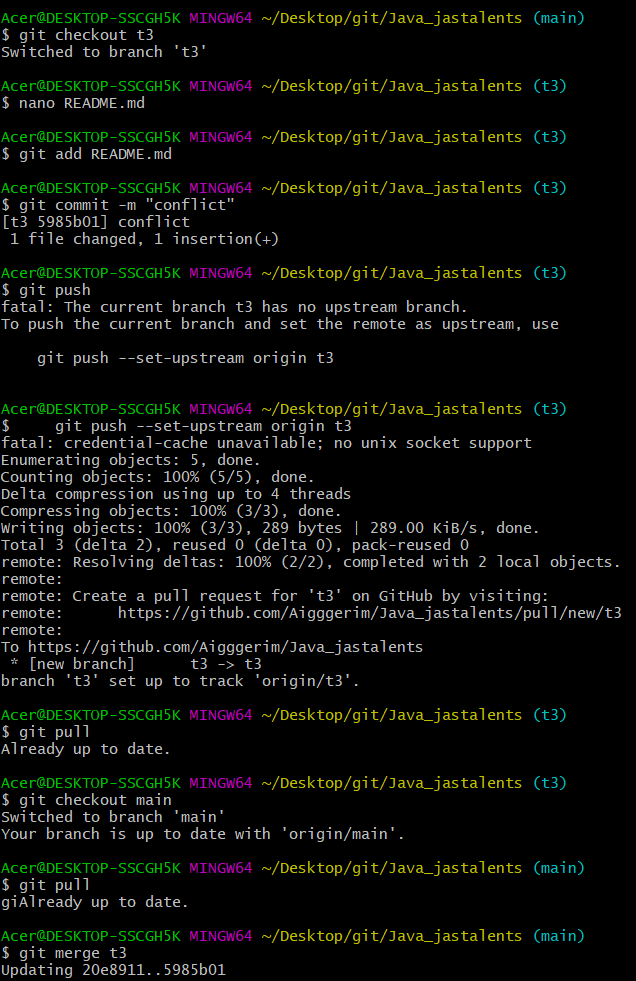 Acer@DESKTOP-SSCGH5K MINGW64 ~/Desktop/git/Java_jastalents (main)
$ git checkout t3
Switched to branch 't3'
Acer@DESKTOP-SSCGH5K MINGW64 ~/Desktop/git/Java_jastalents (t3)
$ nano README.md
Acer@DESKTOP-SSCGH5K MINGW64 ~/Desktop/git/Java_jastalents (t3)
$ git add README.md
Acer@DESKTOP-SSCGH5K MINGW64 ~/Desktop/git/Java_jastalents (t3)
$ git commit -m "conflict"
[t3 5985b01] conflict
 1 file changed, 1 insertion(+)
Acer@DESKTOP-SSCGH5K MINGW64 ~/Desktop/git/Java_jastalents (t3)
$ git push
fatal: The current branch t3 has no upstream branch.
To push the current branch and set the remote as upstream, use
    git push --set-upstream origin t3
Acer@DESKTOP-SSCGH5K MINGW64 ~/Desktop/git/Java_jastalents (t3)
$     git push --set-upstream origin t3
fatal: credential-cache unavailable; no unix socket support
Enumerating objects: 5, done.
Counting objects: 100% (5/5), done.
Delta compression using up to 4 threads
Compressing objects: 100% (3/3), done.
Writing objects: 100% (3/3), 289 bytes | 289.00 KiB/s, done.
Total 3 (delta 2), reused 0 (delta 0), pack-reused 0
remote: Resolving deltas: 100% (2/2), completed with 2 local objects.
remote:
remote: Create a pull request for 't3' on GitHub by visiting:
remote:      https://github.com/Aigggerim/Java_jastalents/pull/new/t3
remote:
To https://github.com/Aigggerim/Java_jastalents
 * [new branch]      t3 -> t3
branch 't3' set up to track 'origin/t3'.
Acer@DESKTOP-SSCGH5K MINGW64 ~/Desktop/git/Java_jastalents (t3)
$ git pull
Already up to date.
Acer@DESKTOP-SSCGH5K MINGW64 ~/Desktop/git/Java_jastalents (t3)
$ git checkout main
Switched to branch 'main'
Your branch is up to date with 'origin/main'.
Acer@DESKTOP-SSCGH5K MINGW64 ~/Desktop/git/Java_jastalents (main)
$ git pull
giAlready up to date.
Acer@DESKTOP-SSCGH5K MINGW64 ~/Desktop/git/Java_jastalents (main)
$ git merge t3
Updating 20e8911..5985b01